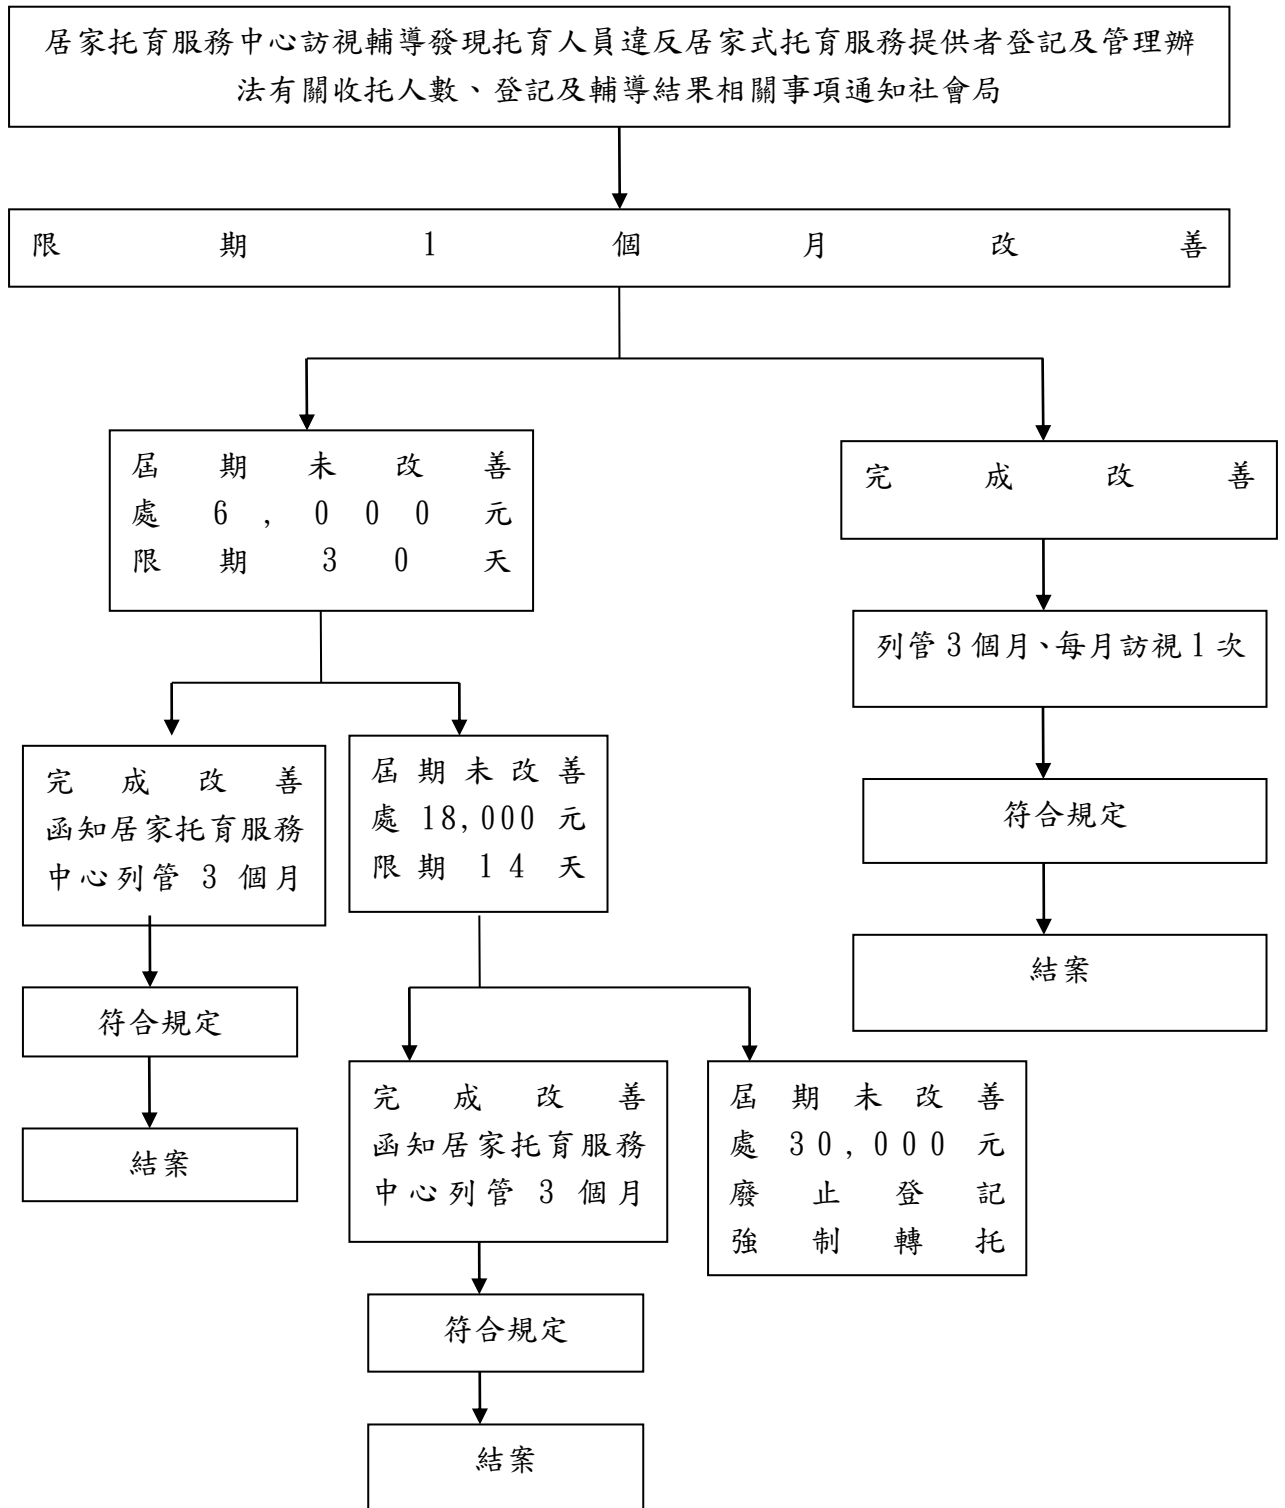 居家托育服務中心訪視輔導發現托育人員違反居家式托育服務提供者登記及管理辦
法有關收托人數、登記及輔導結果相關事項通知社會局
限期1個月改善
屆期未改善
處6,000元
限期30天
完成改善
列管3個月、每月訪視1次
符合規定
結案
完成改善
函知居家托育服務
中心列管3個月
符合規定
結案
屆期未改善
處18,000元
限期14天
完成改善
函知居家托育服務
中心列管3個月
符合規定
結案
屆期未改善
處30,000元
廢止登記
強制轉托